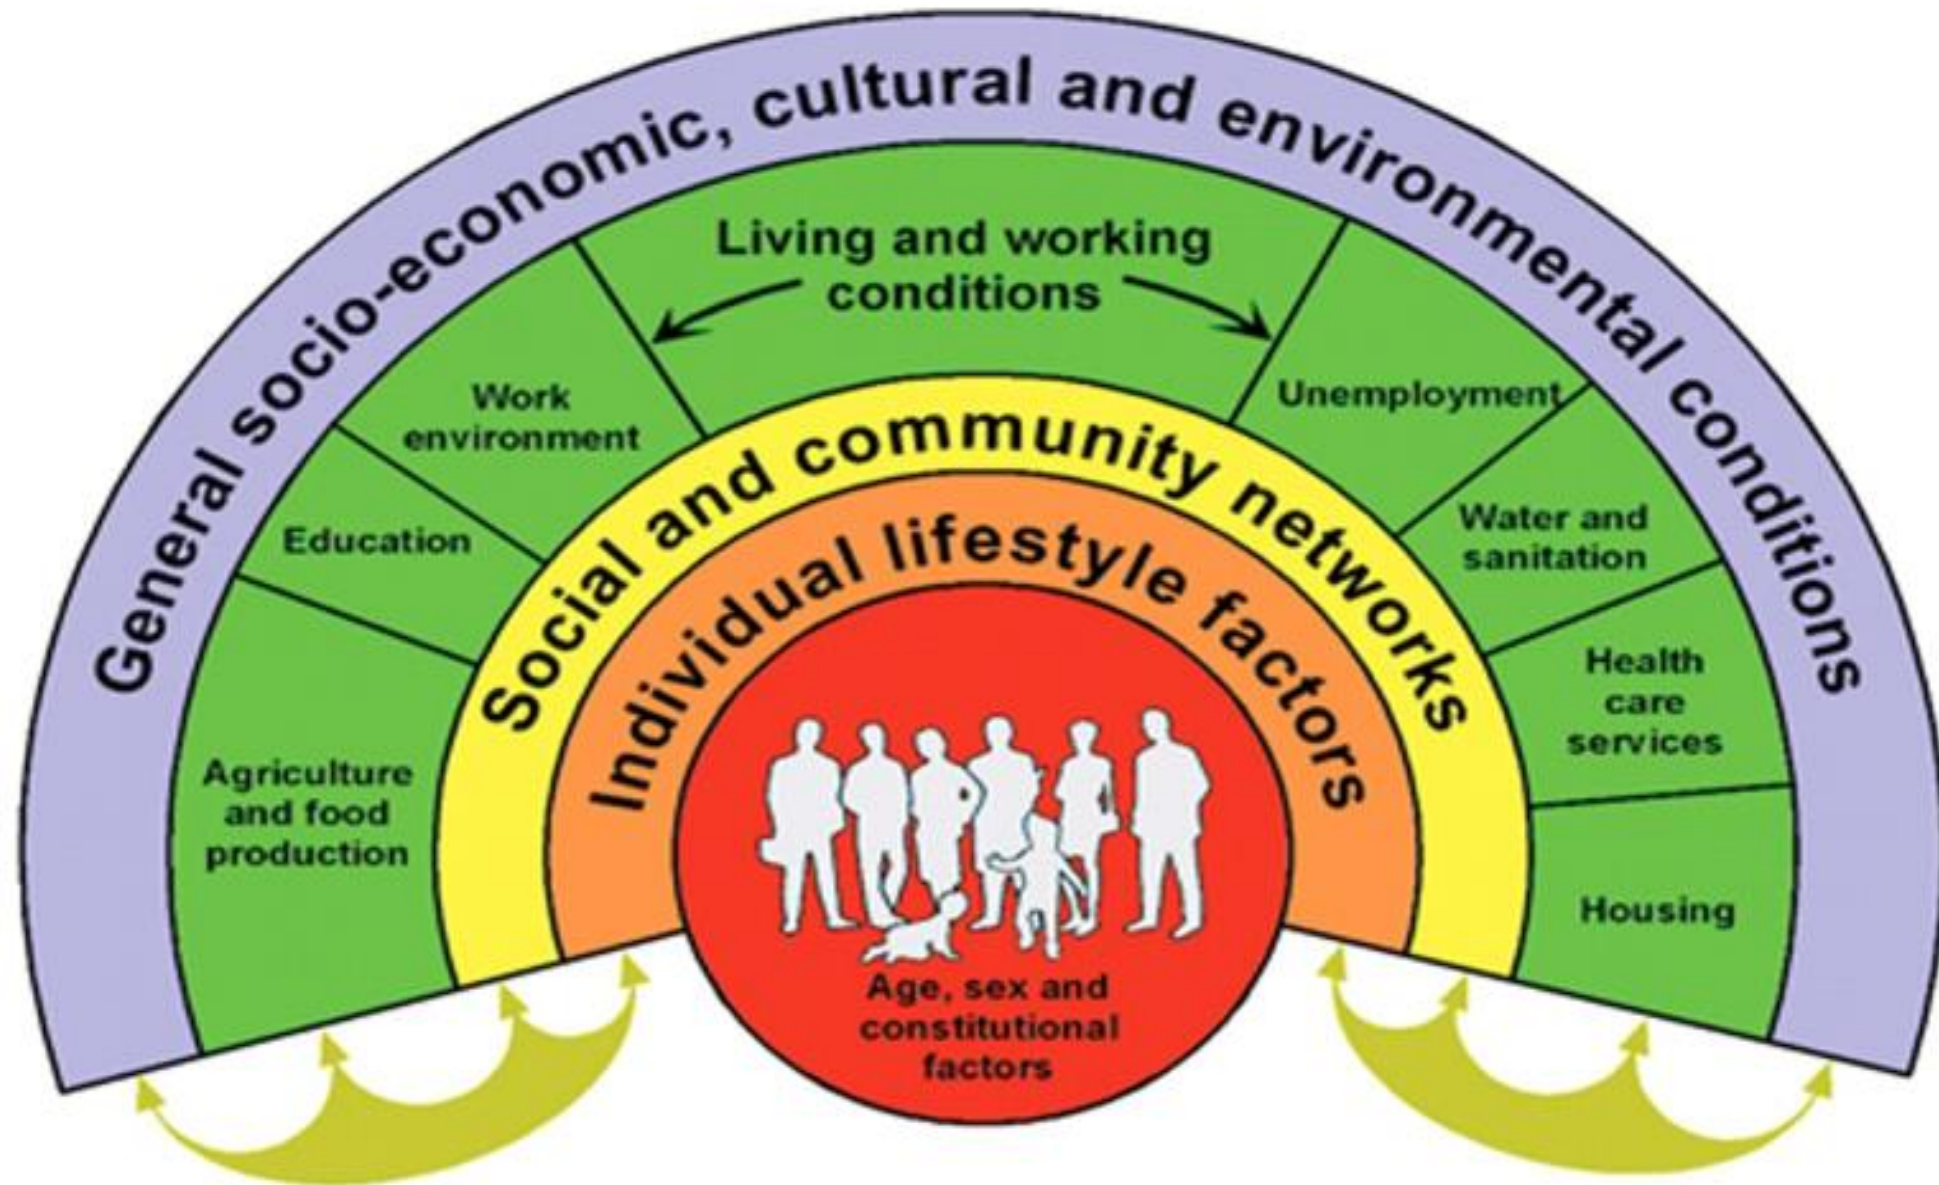 General socio-economic, cultural and environmental conditions
Living and working
conditions
Work
environment
Unemployment
Education
Water and
sanitation
Agriculture
and food
production
Health
care
services
Housing
Social and community networks
Individual lifestyle factors
Age, sex and
constitutional
factors